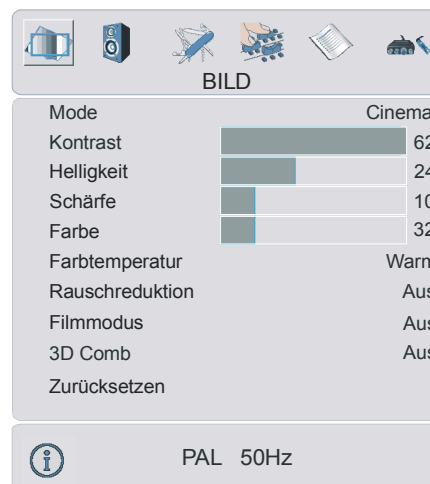 BILD
Mode Cinema
Kontrast 62
Helligkeit 24
Schärfe 10
Farbe 32
Farbtemperatur Warm
Rauschreduktion Aus
Filmmodus Aus
3D Comb Aus
Zurücksetzen
PAL 50Hz